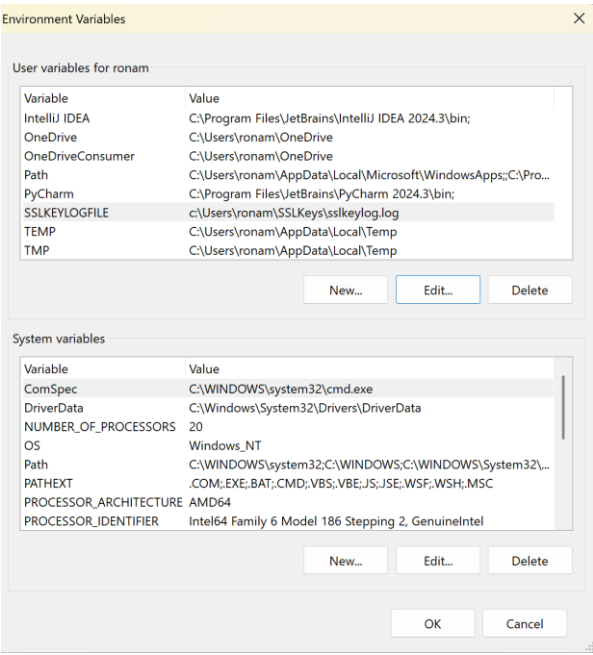 Environment Variables
User variables for ronam
Variable Value
IntelliJ IDEA C:\Program Files\JetBrains\IntelliJ IDEA 2024.3\bin;
OneDrive C:\Users\ronam\OneDrive
OneDriveConsumer C:\Users\ronam\OneDrive
Path C:\Users\ronam\AppData\Local\Microsoft\WindowsApps;;C:\Pro...
PyCharm C:\Program Files\JetBrains\PyCharm 2024.3\bin;
SSLKEYLOGFILE c:\Users\ronam\SSLKeys\sslkeylog.log
TEMP C:\Users\ronam\AppData\Local\Temp
TMP C:\Users\ronam\AppData\Local\Temp
New... Edit... Delete
System variables
Variable Value
ComSpec C:\WINDOWS\system32\cmd.exe
DriverData C:\Windows\System32\Drivers\DriverData
NUMBER_OF_PROCESSORS 20
OS Windows_NT
Path C:\WINDOWS\system32;C:\WINDOWS;C:\WINDOWS\System32\...
PATHEXT .COM;.EXE;.BAT;.CMD;.VBS;.VBE;.JS;.JSE;.WSF;.WSH;.MSC
PROCESSOR_ARCHITECTURE AMD64
PROCESSOR_IDENTIFIER Intel64 Family 6 Model 186 Stepping 2, GenuineIntel
New... Edit... Delete
OK Cancel